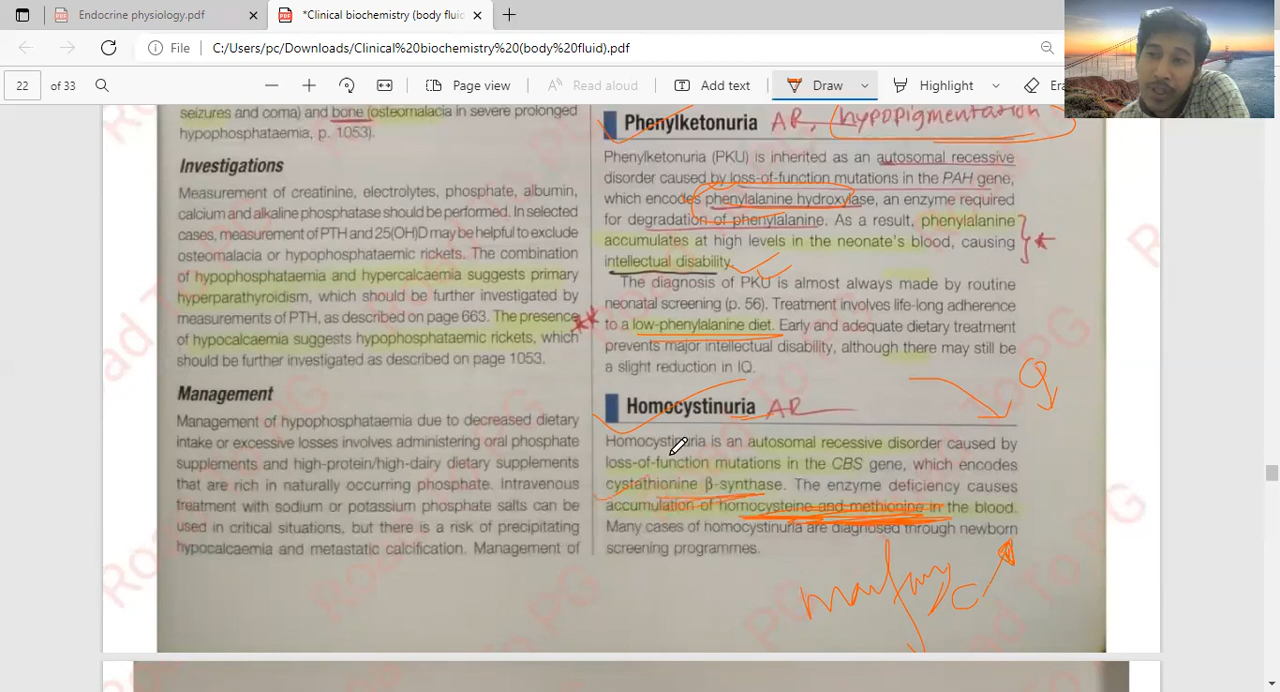 Endocrine physiology.pdf
*Clinical biochemistry (body fluid
File
C:/Users/pc/Downloads/Clinical%20biochemistry%20(body%20fluid).pdf
22 of 33
Page view
Read aloud
Add text
Draw
Highlight
seizures and coma) and bone (osteomalacia in severe prolonged
hypophosphataemia, p. 1053).
Investigations
Measurement of creatinine, electrolytes, phosphate, albumin,
calcium and alkaline phosphatase should be performed. In selected
cases, measurement of PTH and 25(OH)D may be helpful to exclude
osteomalacia or hypophosphataemic rickets. The combination
of hypophosphataemia and hypercalcaemia suggests primary
hyperparathyroidism, which should be further investigated by
measurements of PTH, as described on page 663. The presence
of hypocalcaemia suggests hypophosphataemic rickets, which
should be further investigated as described on page 1053.
Management
Management of hypophosphataemia due to decreased dietary
intake or excessive losses involves administering oral phosphate
supplements and high-protein/high-dairy dietary supplements
that are rich in naturally occurring phosphate. Intravenous
treatment with sodium or potassium phosphate salts can be
used in critical situations, but there is a risk of precipitating
hypocalcaemia and metastatic calcification. Management of
Phenylketonuria AR, hypopigmentation
Phenylketonuria (PKU) is inherited as an autosomal recessive
disorder caused by loss-of-function mutations in the PAH gene,
which encodes phenylalanine hydroxylase, an enzyme required
for degradation of phenylalanine. As a result, phenylalanine
accumulates at high levels in the neonate's blood, causing
intellectual disability.
The diagnosis of PKU is almost always made by routine
neonatal screening (p. 56). Treatment involves life-long adherence
to a low-phenylalanine diet. Early and adequate dietary treatment
prevents major intellectual disability, although there may still be
a slight reduction in IQ.
Homocystinuria AR
Homocystinuria is an autosomal recessive disorder caused by
loss-of-function mutations in the CBS gene, which encodes
cystathionine β-synthase. The enzyme deficiency causes
accumulation of homocysteine and methionine in the blood.
Many cases of homocystinuria are diagnosed through newborn
screening programmes.